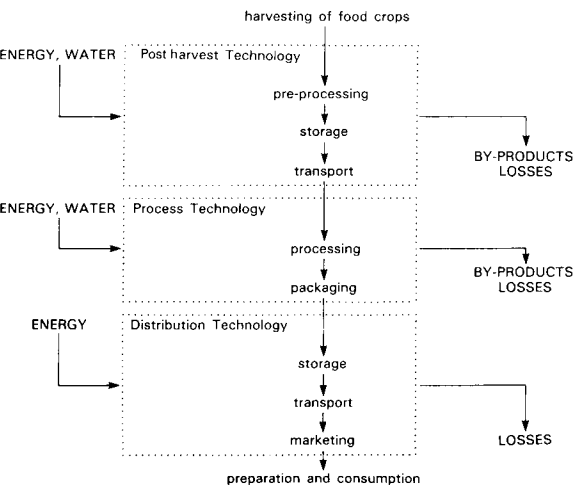 harvesting of food crops
ENERGY, WATER
Post harvest Technology
pre-processing
storage
transport
BY-PRODUCTS
LOSSES
ENERGY, WATER
Process Technology
processing
packaging
BY-PRODUCTS
LOSSES
ENERGY
Distribution Technology
storage
transport
marketing
LOSSES
preparation and consumption